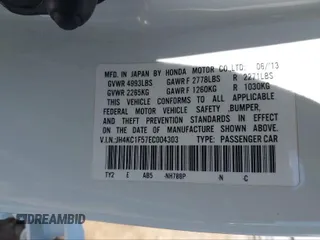 MFD. IN JAPAN BY HONDA MOTOR CO.,LTD. 06/13
GVWR 4993LBS GAWR F 2778LBS R 2271LBS
GVWR 2265KG GAWR F 1260KG R 1030KG
THIS VEHICLE CONFORMS TO ALL APPLICABLE
FEDERAL MOTOR VEHICLE SAFETY, BUMPER,
AND THEFT PREVENTION STANDARDS IN EFFECT
ON THE DATE OF MANUFACTURE SHOWN ABOVE.
V.I.N.:JH4KC1F57EC004303 TYPE: PASSENGER CAR
TY2 E AB5 NH788P N C
AUTOBIDMASTER